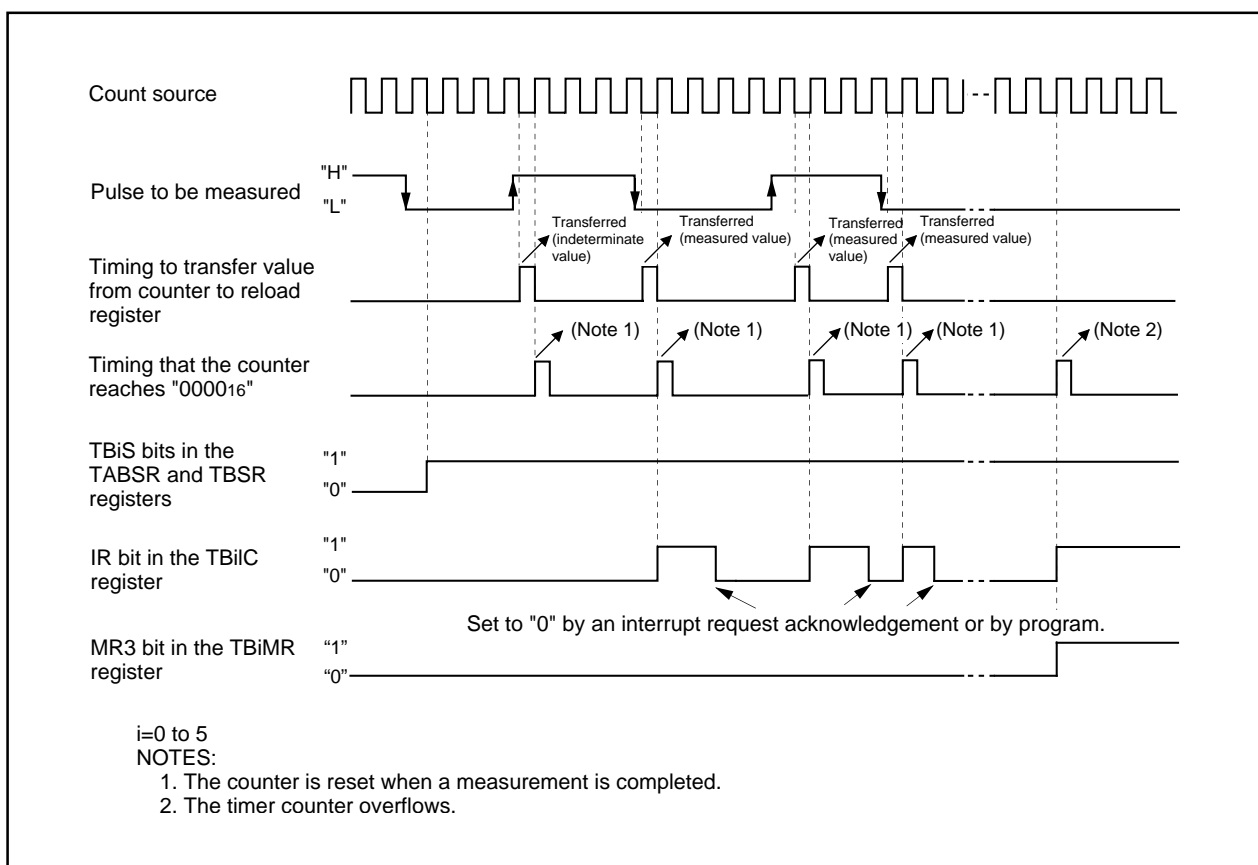 Count source
Pulse to be measured
"H"
"L"
Transferred
(indeterminate
value)
Transferred
(measured value)
Transferred
(measured
value)
Transferred
(measured value)
Timing to transfer value
from counter to reload
register
(Note 1)
(Note 1)
(Note 1)
(Note 1)
(Note 2)
Timing that the counter
reaches "000016"
TBiS bits in the
TABSR and TBSR
registers
"1"
"0"
IR bit in the TBiIC
register
"1"
"0"
Set to "0" by an interrupt request acknowledgement or by program.
MR3 bit in the TBiMR
register
“1”
“0”
i=0 to 5
NOTES:
1. The counter is reset when a measurement is completed.
2. The timer counter overflows.